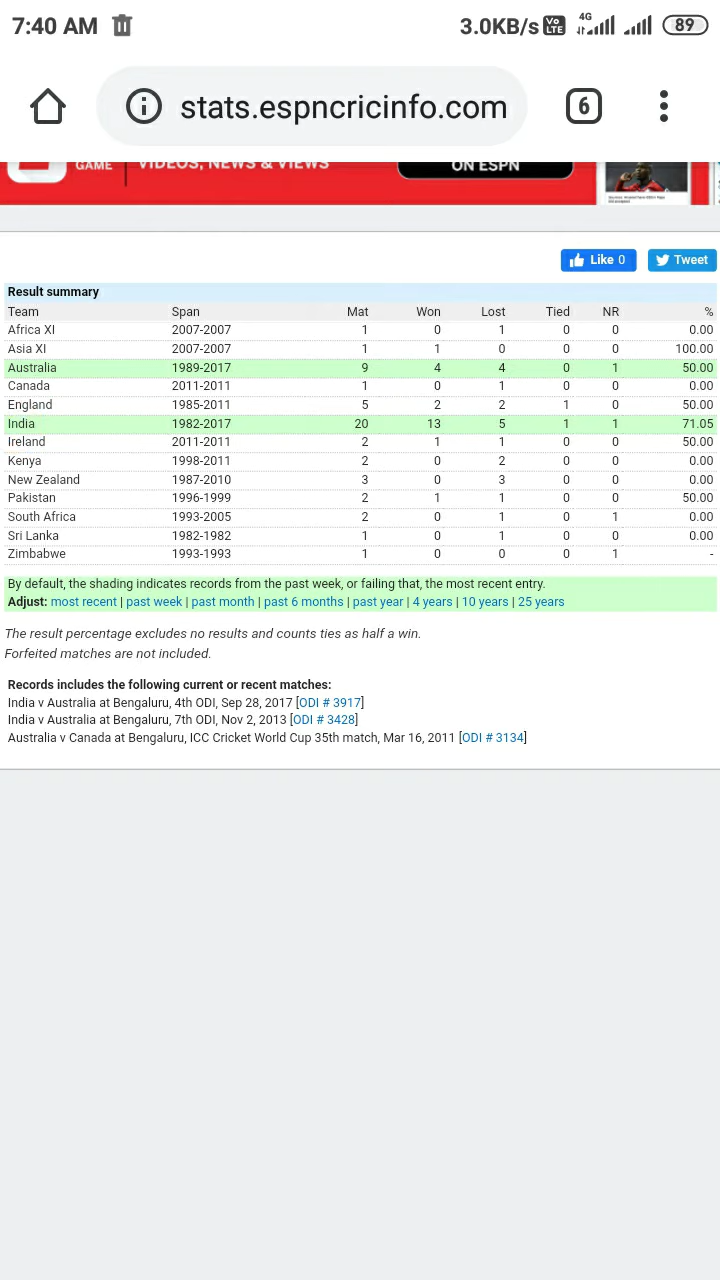 7:40 AM 3.0KB/s Vo LTE 4G 89
stats.espncricinfo.com 6
GAME VIDEOS, NEWS & VIEWS ON ESPN
Like 0 Tweet
Result summary
Team Span Mat Won Lost Tied NR %
Africa XI 2007-2007 1 0 1 0 0 0.00
Asia XI 2007-2007 1 1 0 0 0 100.00
Australia 1989-2017 9 4 4 0 1 50.00
Canada 2011-2011 1 0 1 0 0 0.00
England 1985-2011 5 2 2 1 0 50.00
India 1982-2017 20 13 5 1 1 71.05
Ireland 2011-2011 2 1 1 0 0 50.00
Kenya 1998-2011 2 0 2 0 0 0.00
New Zealand 1987-2010 3 0 3 0 0 0.00
Pakistan 1996-1999 2 1 1 0 0 50.00
South Africa 1993-2005 2 0 1 0 1 0.00
Sri Lanka 1982-1982 1 0 1 0 0 0.00
Zimbabwe 1993-1993 1 0 0 0 1 -
By default, the shading indicates records from the past week, or failing that, the most recent entry.
Adjust: most recent | past week | past month | past 6 months | past year | 4 years | 10 years | 25 years
The result percentage excludes no results and counts ties as half a win.
Forfeited matches are not included.
Records includes the following current or recent matches:
India v Australia at Bengaluru, 4th ODI, Sep 28, 2017 [ODI # 3917]
India v Australia at Bengaluru, 7th ODI, Nov 2, 2013 [ODI # 3428]
Australia v Canada at Bengaluru, ICC Cricket World Cup 35th match, Mar 16, 2011 [ODI # 3134]